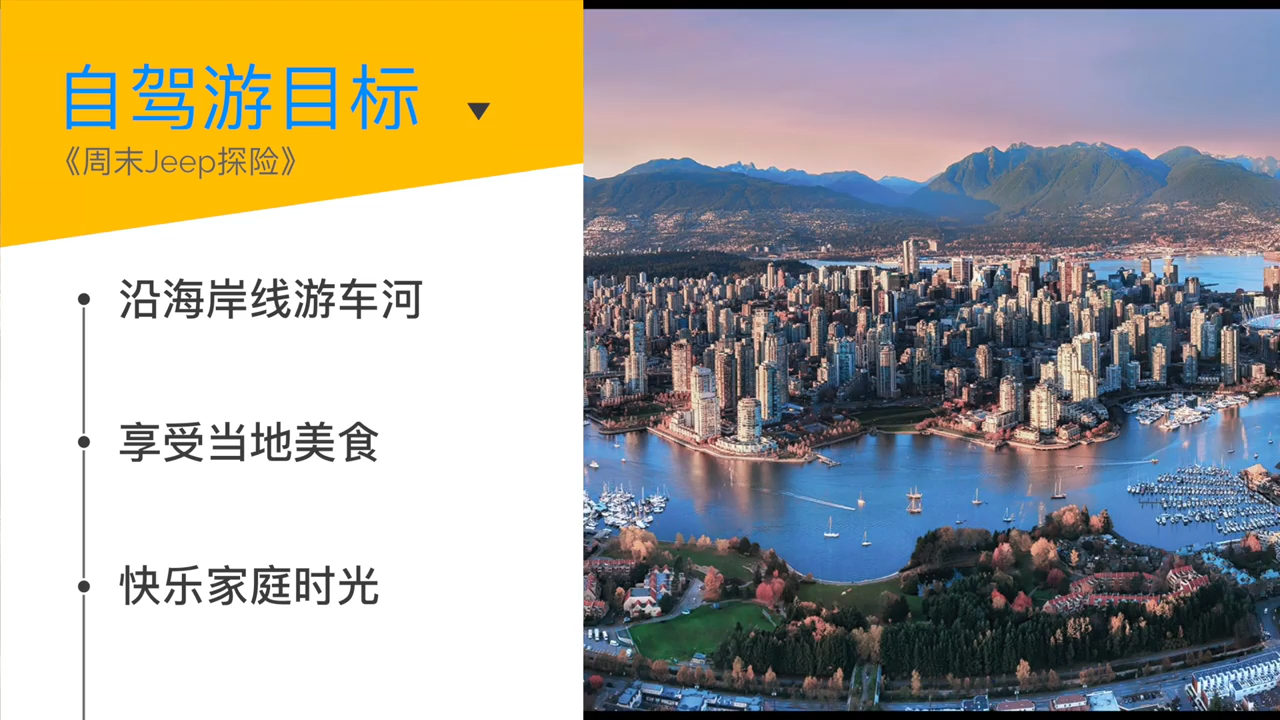 自驾游目标
《周末Jeep探险》
沿海岸线游车河
享受当地美食
快乐家庭时光